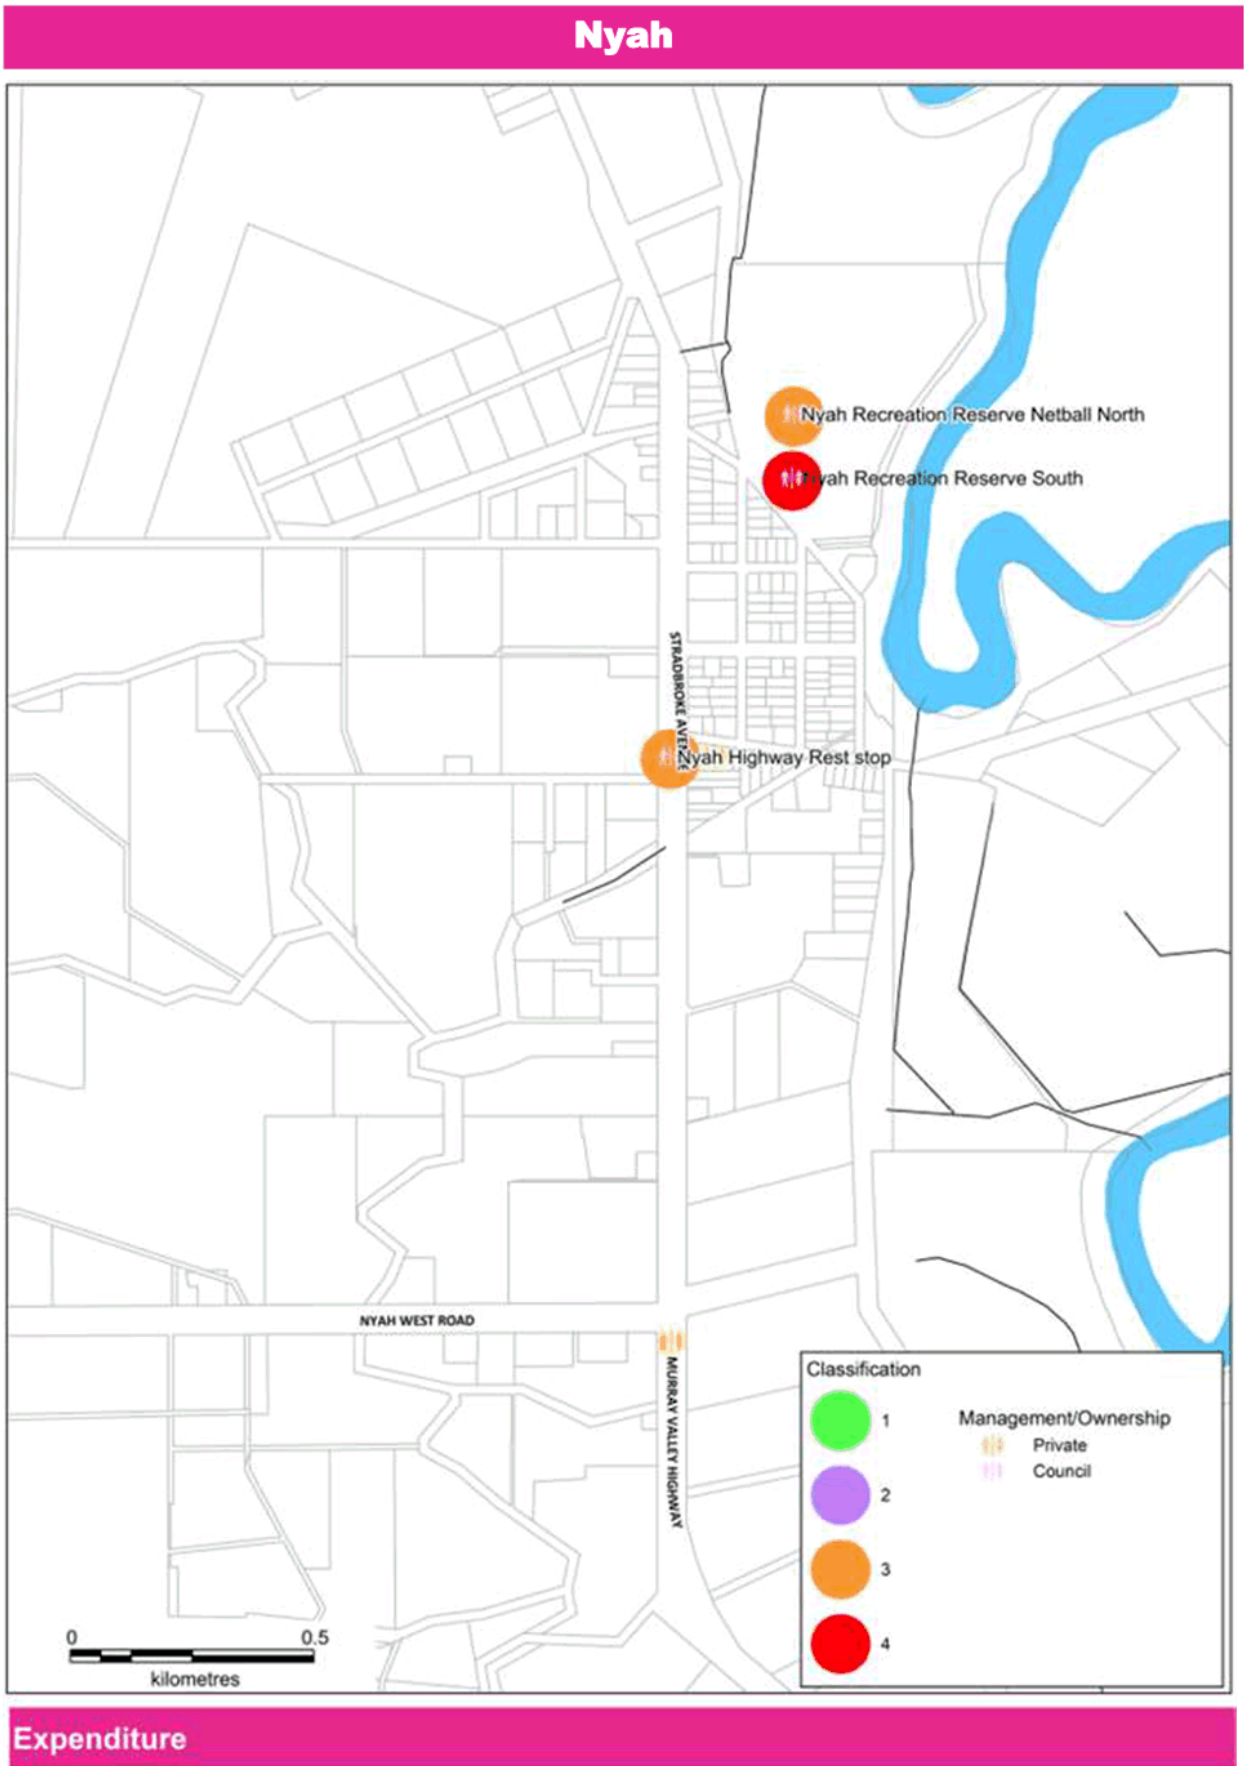 Nyah
Nyah Recreation Reserve Netball North
Nyah Recreation Reserve South
STRADBROKE AVENUE
Nyah Highway Rest stop
NYAH WEST ROAD
MURRAY VALLEY HIGHWAY
Classification
1
2
3
4
Management/Ownership
Private
Council
0 0.5
kilometres
Expenditure